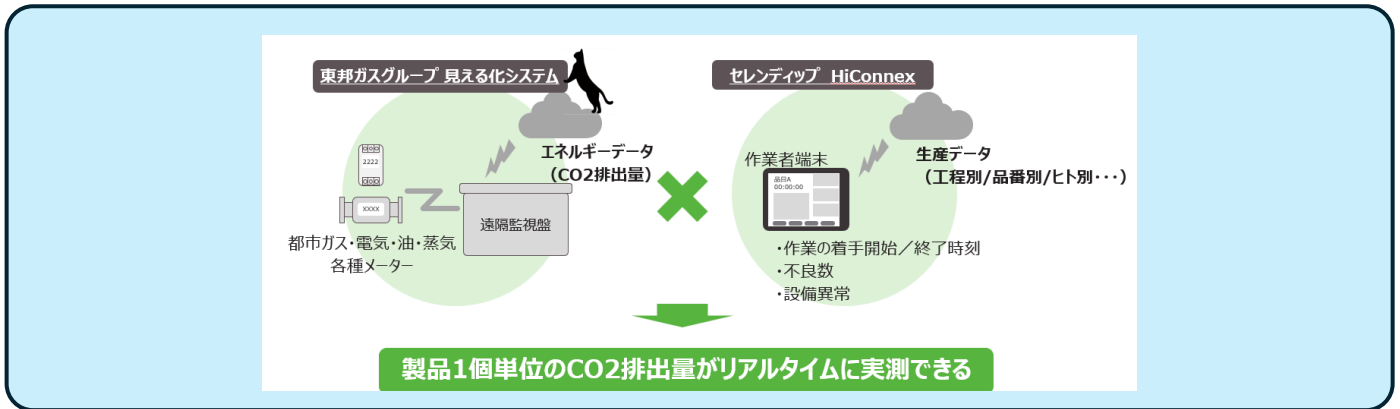 東邦ガスグループ 見える化システム
2222
XXXX
都市ガス・電気・油・蒸気
各種メーター
遠隔監視盤
エネルギーデータ
（CO2排出量）
セレンディップ HiConnex
作業者端末
品目A
00:00:00
生産データ
（工程別/品番別/ヒト別・・・）
・作業の着手開始／終了時刻
・不良数
・設備異常
製品1個単位のCO2排出量がリアルタイムに実測できる